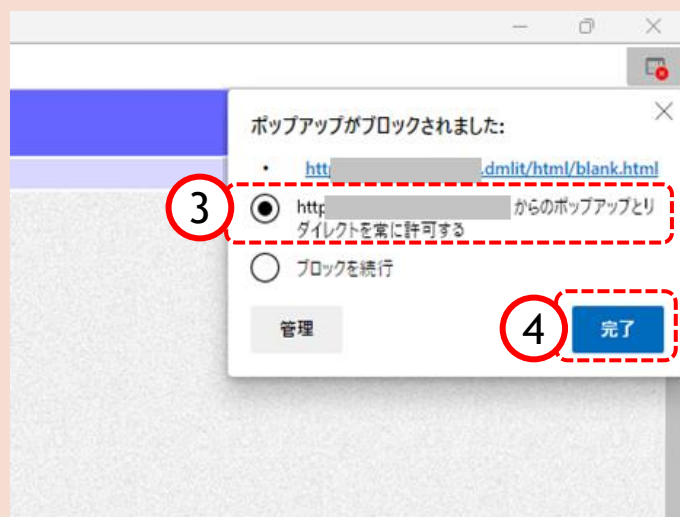 ポップアップがブロックされました:
・ htt .dmlit/html/blank.html
3
http からのポップアップとリ
ダイレクトを常に許可する
ブロックを続行
管理
4
完了